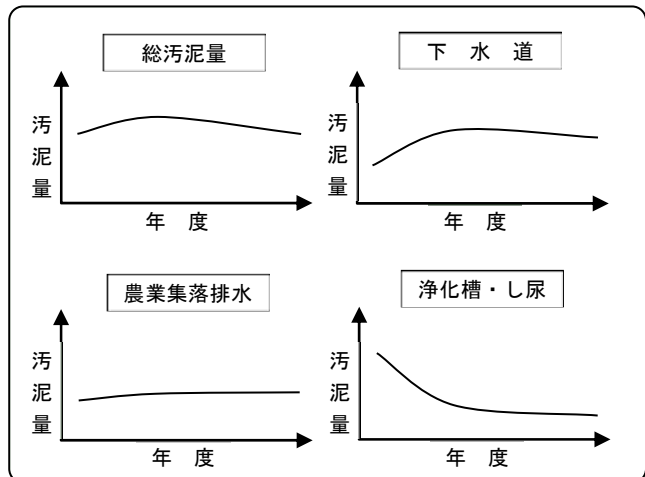 総汚泥量
汚泥量
年 度
下 水 道
汚泥量
年 度
農業集落排水
汚泥量
年 度
浄化槽・し尿
汚泥量
年 度